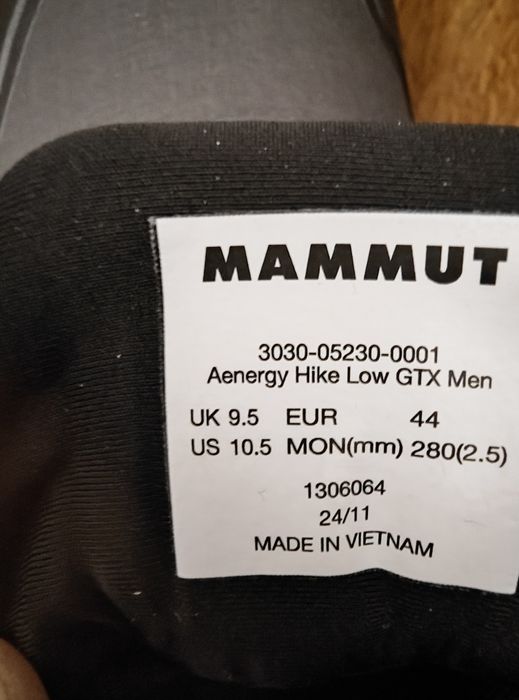 MAMMUT
3030-05230-0001
Aenergy Hike Low GTX Men
UK 9.5 EUR 44
US 10.5 MON(mm) 280(2.5)
1306064
24/11
MADE IN VIETNAM